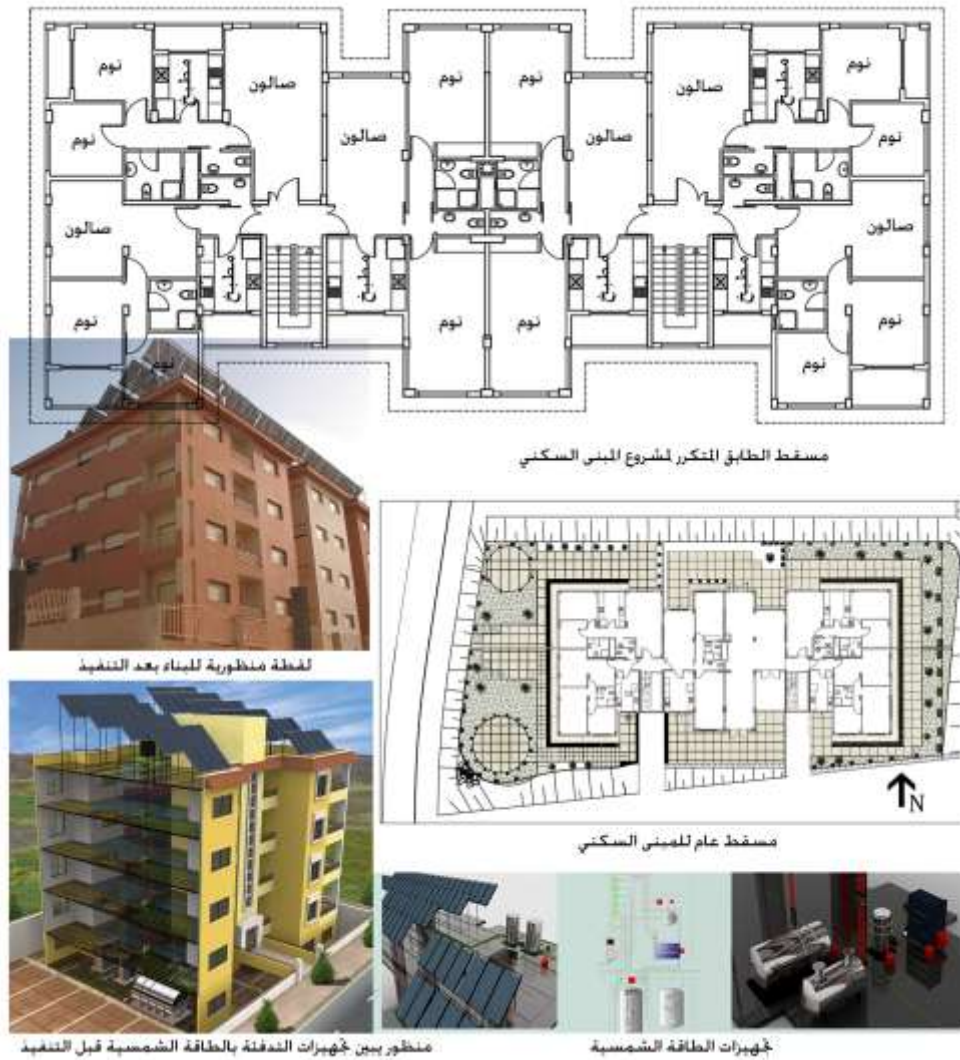 نوم
مطبخ
صالون
صالون
نوم
نوم
صالون
صالون
مطبخ
نوم
نوم
نوم
صالون
صالون
مطبخ
مطبخ
مطبخ
مطبخ
نوم
نوم
نوم
نوم
نوم
نوم
مسقط الطابق المتكرر لمشروع المبنى السكني
لقطة منظورية للبناء بعد التنفيذ
N
مسقط عام للمبنى السكني
تجهيزات الطاقة الشمسية
منظور يبين تجهيزات التدفئة بالطاقة الشمسية قبل التنفيذ